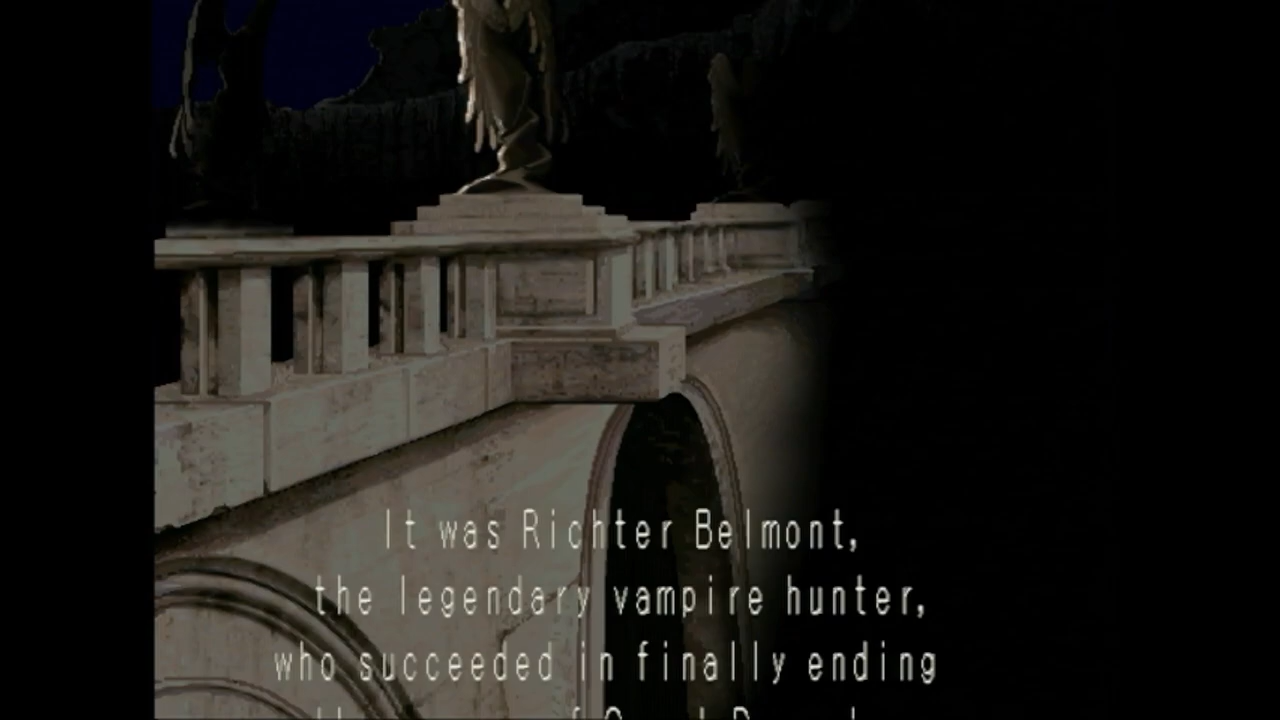 It was Richter Belmont,
the legendary vampire hunter,
who succeeded in finally ending